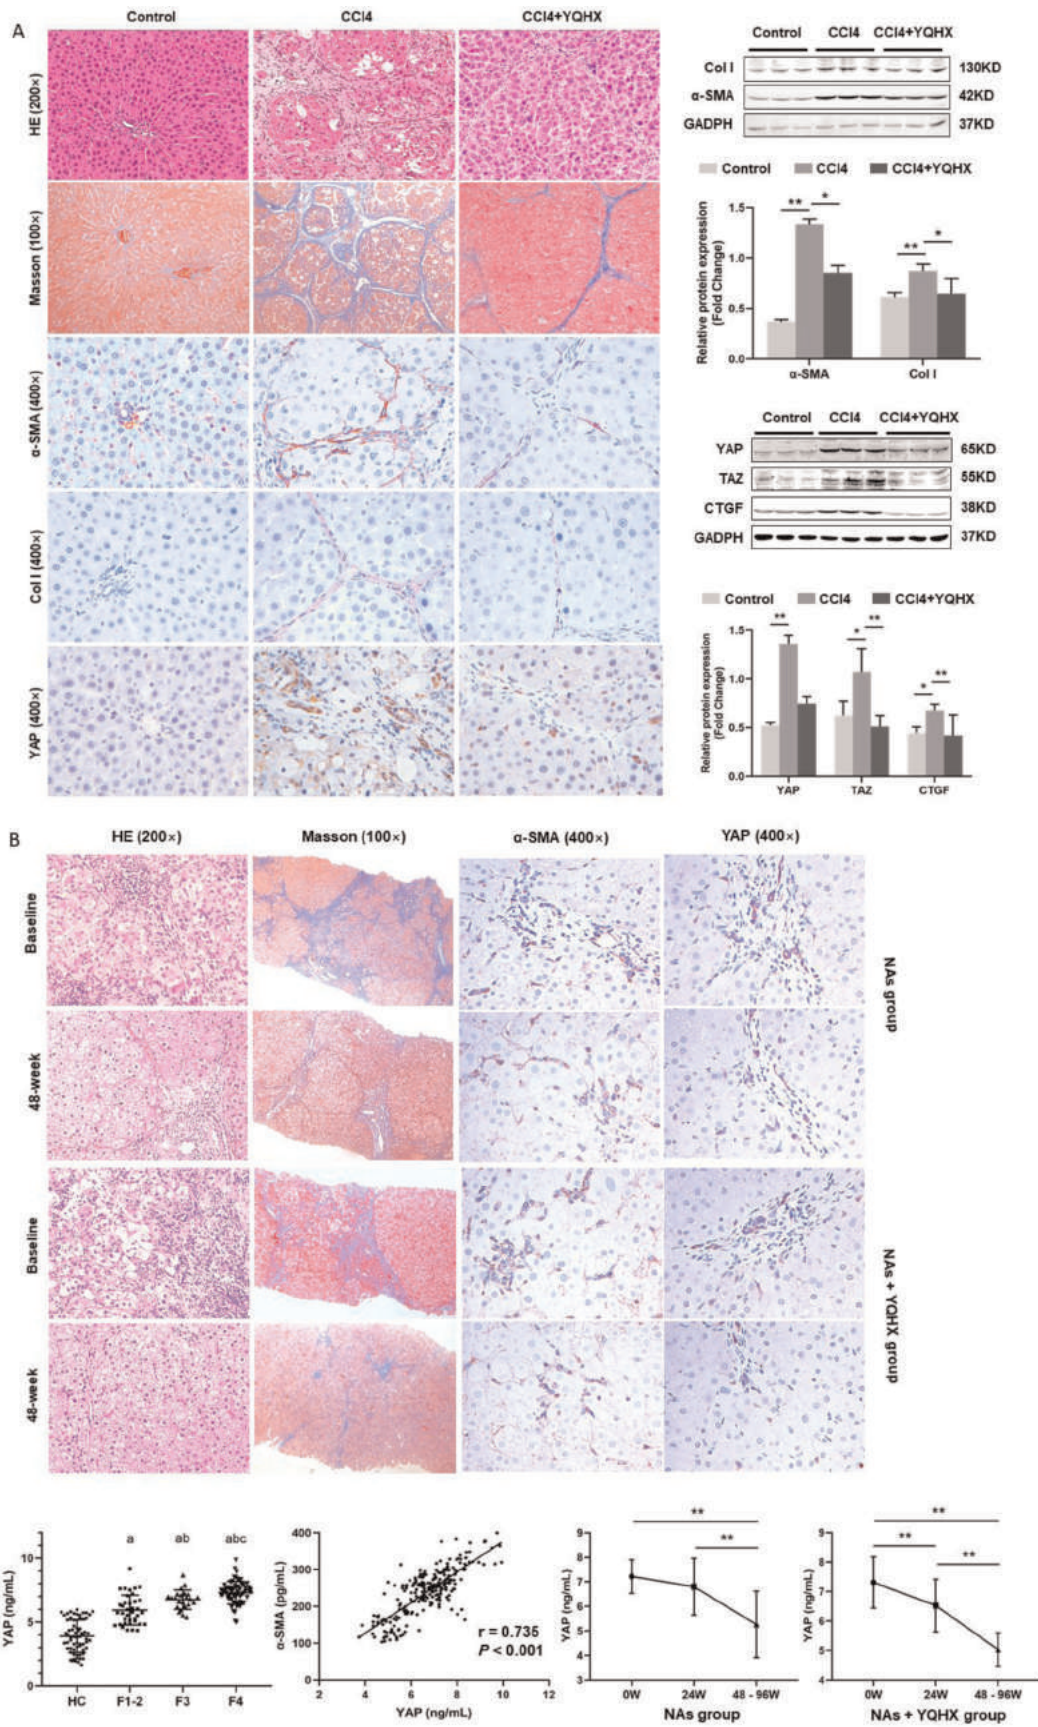 A
Control
CCl4
CCl4+YQHX
HE (200×)
Masson (100×)
α-SMA (400×)
Col I (400×)
YAP (400×)
Control CCl4 CCl4+YQHX
Col I 130KD
α-SMA 42KD
GADPH 37KD
Control CCl4 CCl4+YQHX
Relative protein expression
(Fold Change)
1.5
1.0
0.5
0.0
** * ** *
α-SMA Col I
Control CCl4 CCl4+YQHX
YAP 65KD
TAZ 55KD
CTGF 38KD
GADPH 37KD
Control CCl4 CCl4+YQHX
Relative protein expression
(Fold Change)
1.5
1.0
0.5
0.0
** * ** * **
YAP TAZ CTGF
B
HE (200×) Masson (100×) α-SMA (400×) YAP (400×)
Baseline
48-week
NAs group
Baseline
48-week
NAs + YQHX group
YAP (ng/mL)
10
5
0
a ab abc
HC F1-2 F3 F4
α-SMA (pg/mL)
400
300
200
100
0
r = 0.735
P < 0.001
2 4 6 8 10 12
YAP (ng/mL)
YAP (ng/mL)
9
8
7
6
5
4
3
**
**
0W 24W 48 - 96W
NAs group
YAP (ng/mL)
9
8
7
6
5
4
**
** **
0W 24W 48 - 96W
NAs + YQHX group